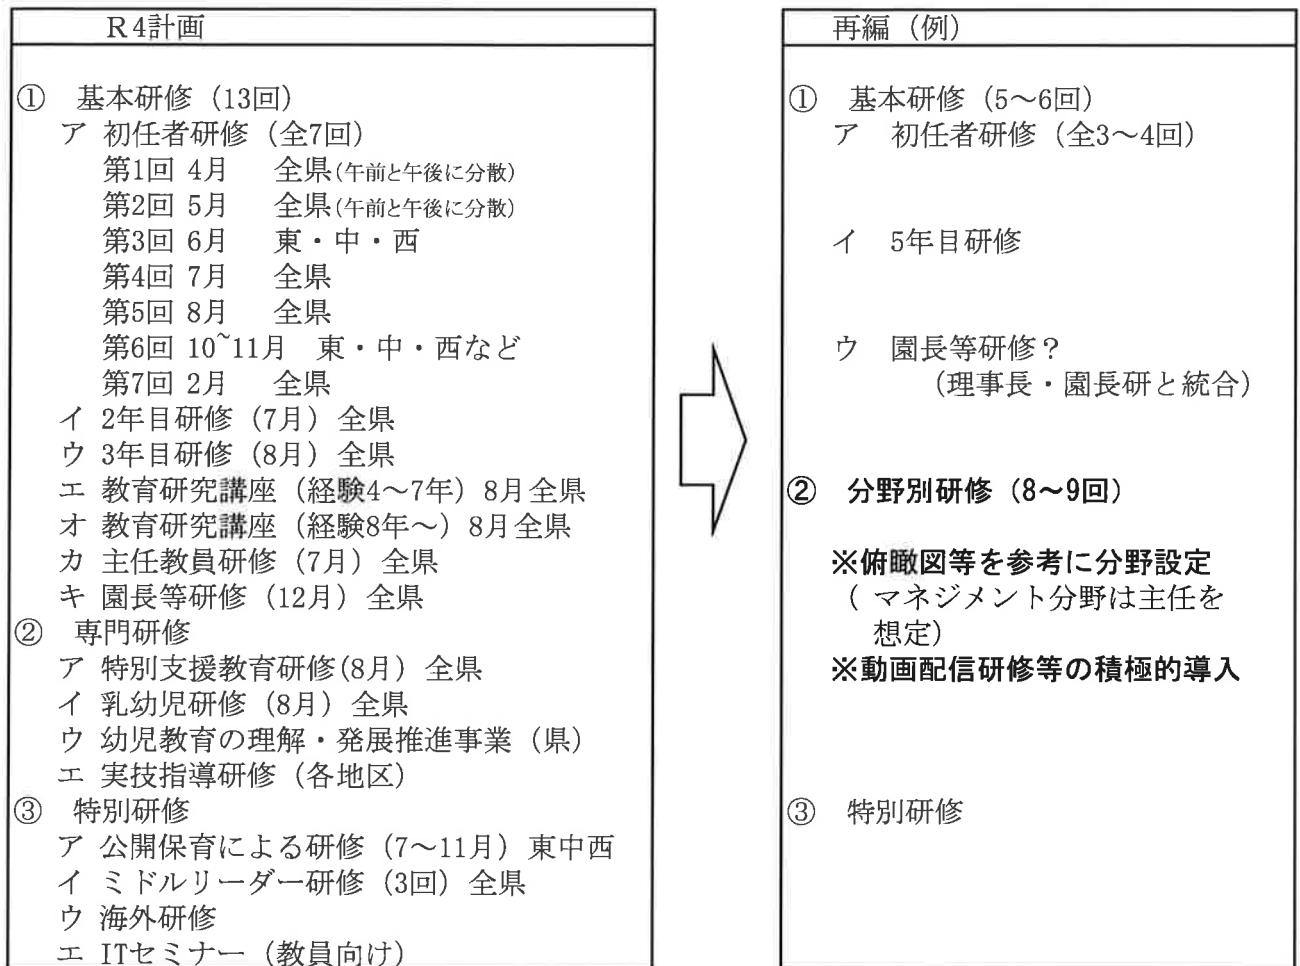 R4計画
① 基本研修（13回）
ア 初任者研修（全7回）
第1回 4月 全県(午前と午後に分散)
第2回 5月 全県(午前と午後に分散)
第3回 6月 東・中・西
第4回 7月 全県
第5回 8月 全県
第6回 10~11月 東・中・西など
第7回 2月 全県
イ 2年目研修（7月）全県
ウ 3年目研修（8月）全県
エ 教育研究講座（経験4～7年）8月全県
オ 教育研究講座（経験8年～）8月全県
カ 主任教員研修（7月）全県
キ 園長等研修（12月）全県
② 専門研修
ア 特別支援教育研修(8月）全県
イ 乳幼児研修（8月）全県
ウ 幼児教育の理解・発展推進事業（県）
エ 実技指導研修（各地区）
③ 特別研修
ア 公開保育による研修（7～11月）東中西
イ ミドルリーダー研修（3回）全県
ウ 海外研修
エ ITセミナー（教員向け）
再編（例）
① 基本研修（5～6回）
ア 初任者研修（全3～4回）
イ 5年目研修
ウ 園長等研修？
（理事長・園長研と統合）
② 分野別研修（8～9回）
※俯瞰図等を参考に分野設定
（ マネジメント分野は主任を
想定）
※動画配信研修等の積極的導入
③ 特別研修